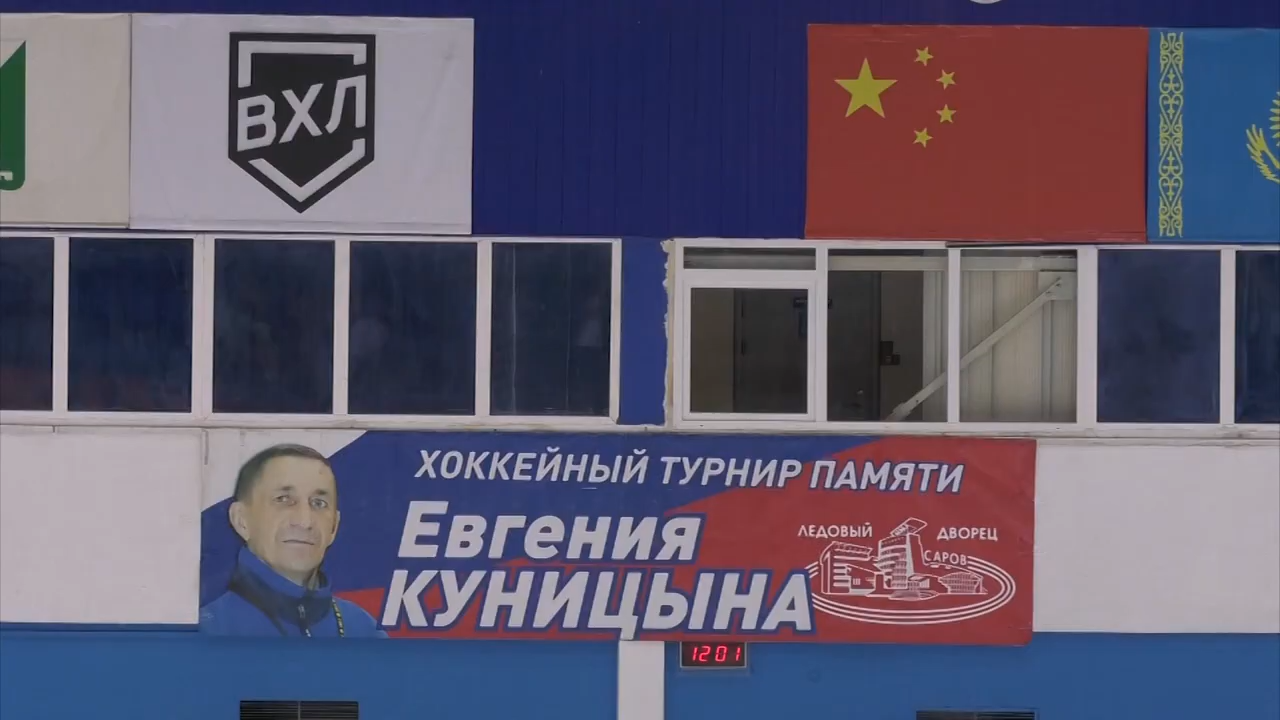 ВХЛ
ХОККЕЙНЫЙ ТУРНИР ПАМЯТИ
Евгения
КУНИЦЫНА
ЛЕДОВЫЙ ДВОРЕЦ
САРОВ
12 01